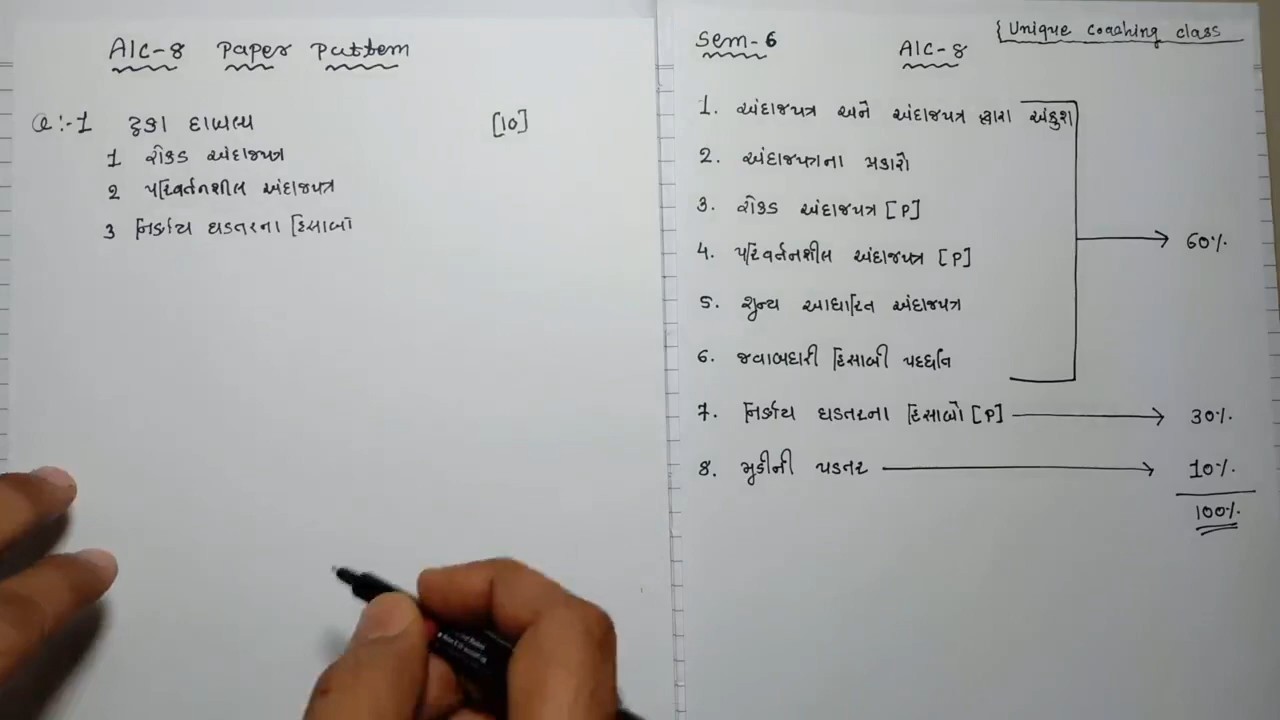 A/C-8 Paper Pattern
Q:-1 ટુંકા દાખલા [10]
1 રોકડ અંદાજપત્ર
2 પરિવર્તનશીલ અંદાજપત્ર
3 નિર્ણય ઘડતરના હિસાબો
{ Unique coaching class
Sem-6 A/C-8
1. અંદાજપત્ર અને અંદાજપત્ર દ્વારા અંકુશ
2. અંદાજપત્રના પ્રકારો
3. રોકડ અંદાજપત્ર [P]
4. પરિવર્તનશીલ અંદાજપત્ર [P]
5. શુન્ય આધારિત અંદાજપત્ર
6. જવાબદારી હિસાબી પદ્ધતિ
60%
7. નિર્ણય ઘડતરના હિસાબો [P] → 30%.
8. મુડીની પડતર → 10%.
100%.